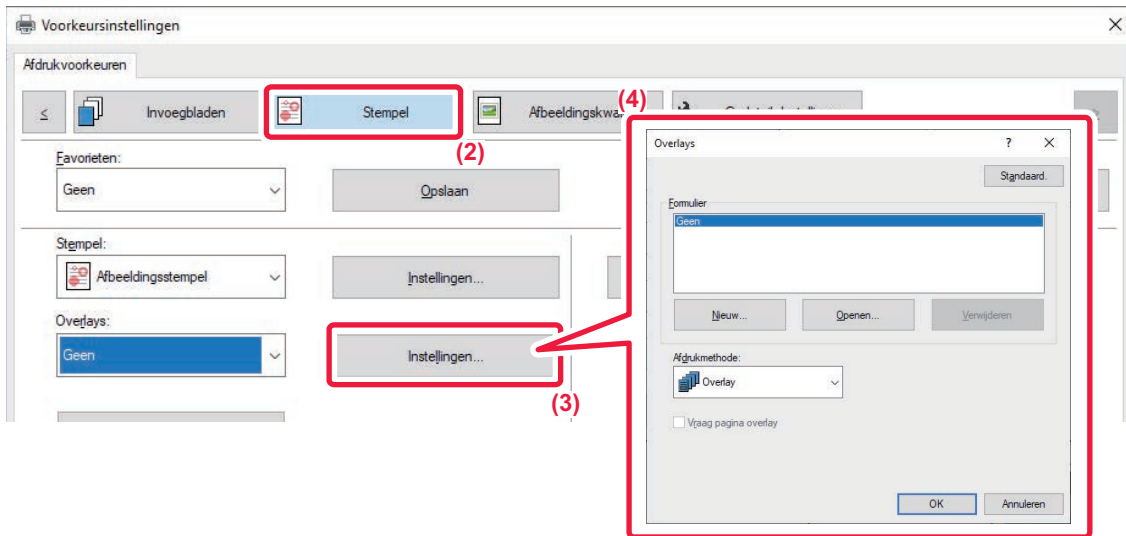 Voorkeursinstellingen
Afdrukvoorkeuren
<
Invoegbladen
Stempel
(2)
Favorieten:
Geen
Opslaan
Stempel:
Afbeeldingsstempel
Instellingen...
Overlays:
Geen
Instellingen...
(3)
(4)
Overlays
?
Standaard.
Formulier
Geen
Nieuw...
Openen...
Verwijderen
Afdrukmethode:
Overlay
Vraag pagina overlay
OK
Annuleren